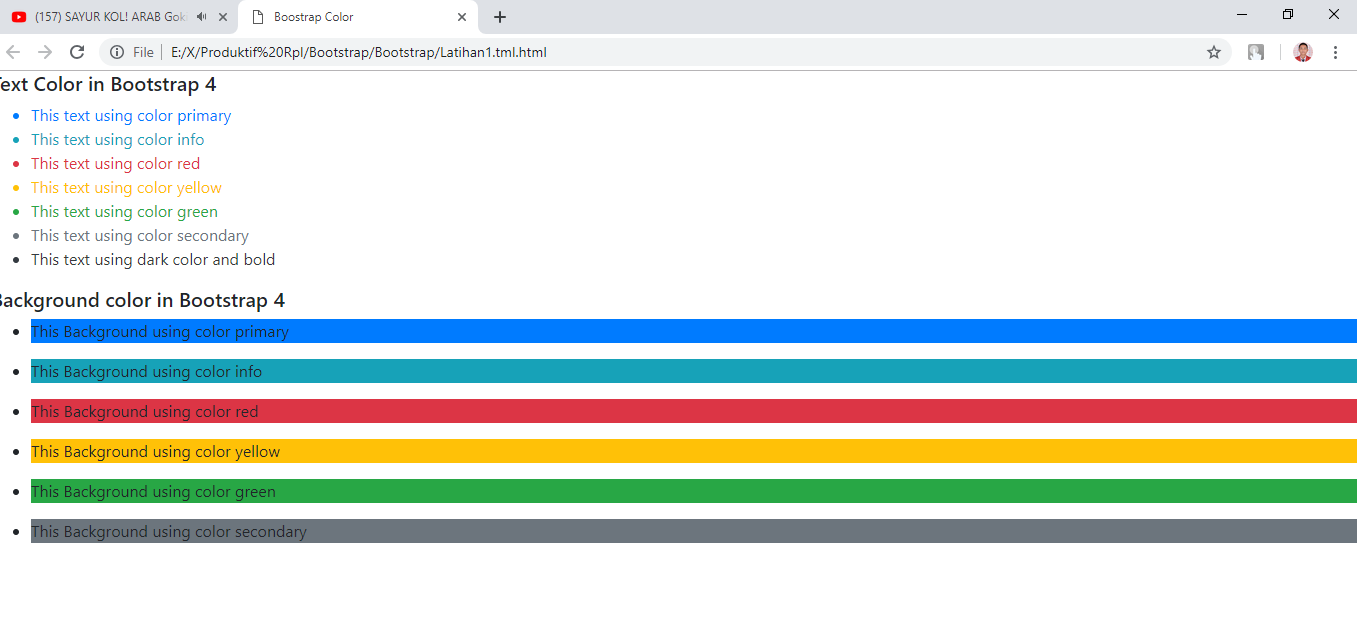 (157) SAYUR KOL! ARAB Gok
Boostrap Color
File
E:/X/Produktif%20Rpl/Bootstrap/Bootstrap/Latihan1.tml.html
ext Color in Bootstrap 4
This text using color primary
This text using color info
This text using color red
This text using color yellow
This text using color green
This text using color secondary
This text using dark color and bold
Background color in Bootstrap 4
This Background using color primary
This Background using color info
This Background using color red
This Background using color yellow
This Background using color green
This Background using color secondary